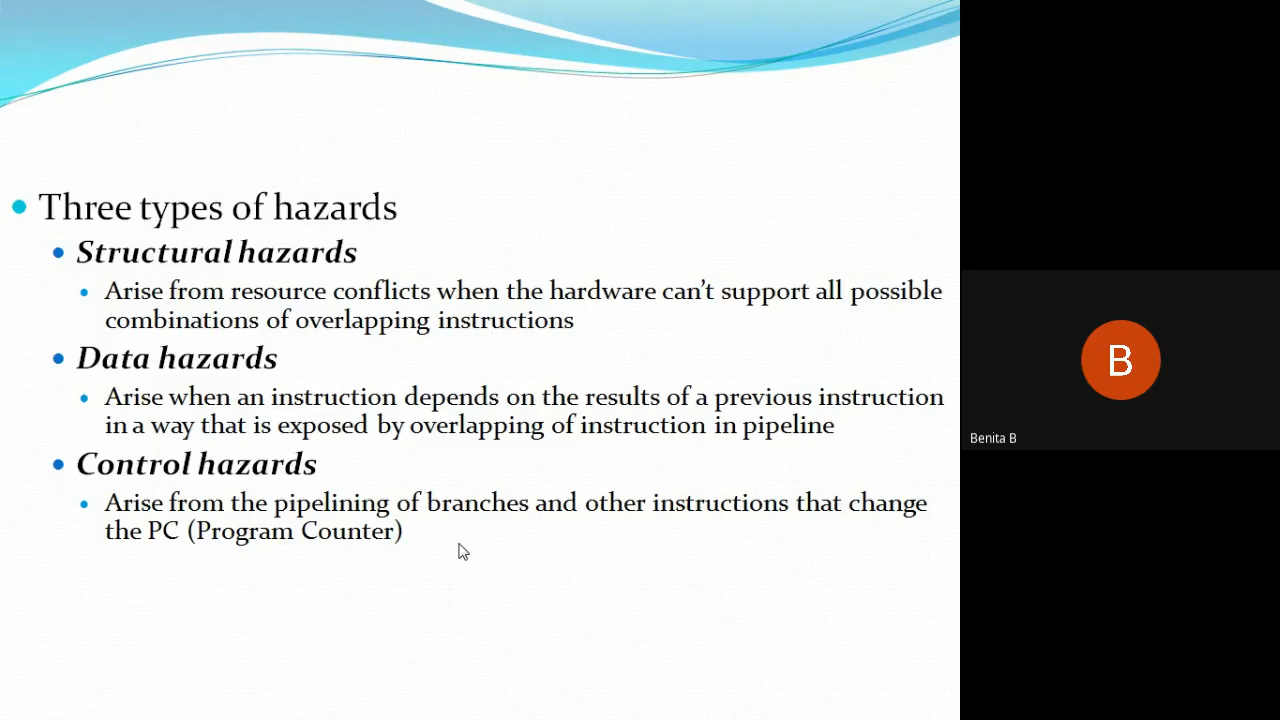 Three types of hazards
Structural hazards
Arise from resource conflicts when the hardware can't support all possible
combinations of overlapping instructions
Data hazards
Arise when an instruction depends on the results of a previous instruction
in a way that is exposed by overlapping of instruction in pipeline
Control hazards
Arise from the pipelining of branches and other instructions that change
the PC (Program Counter)
B
Benita B